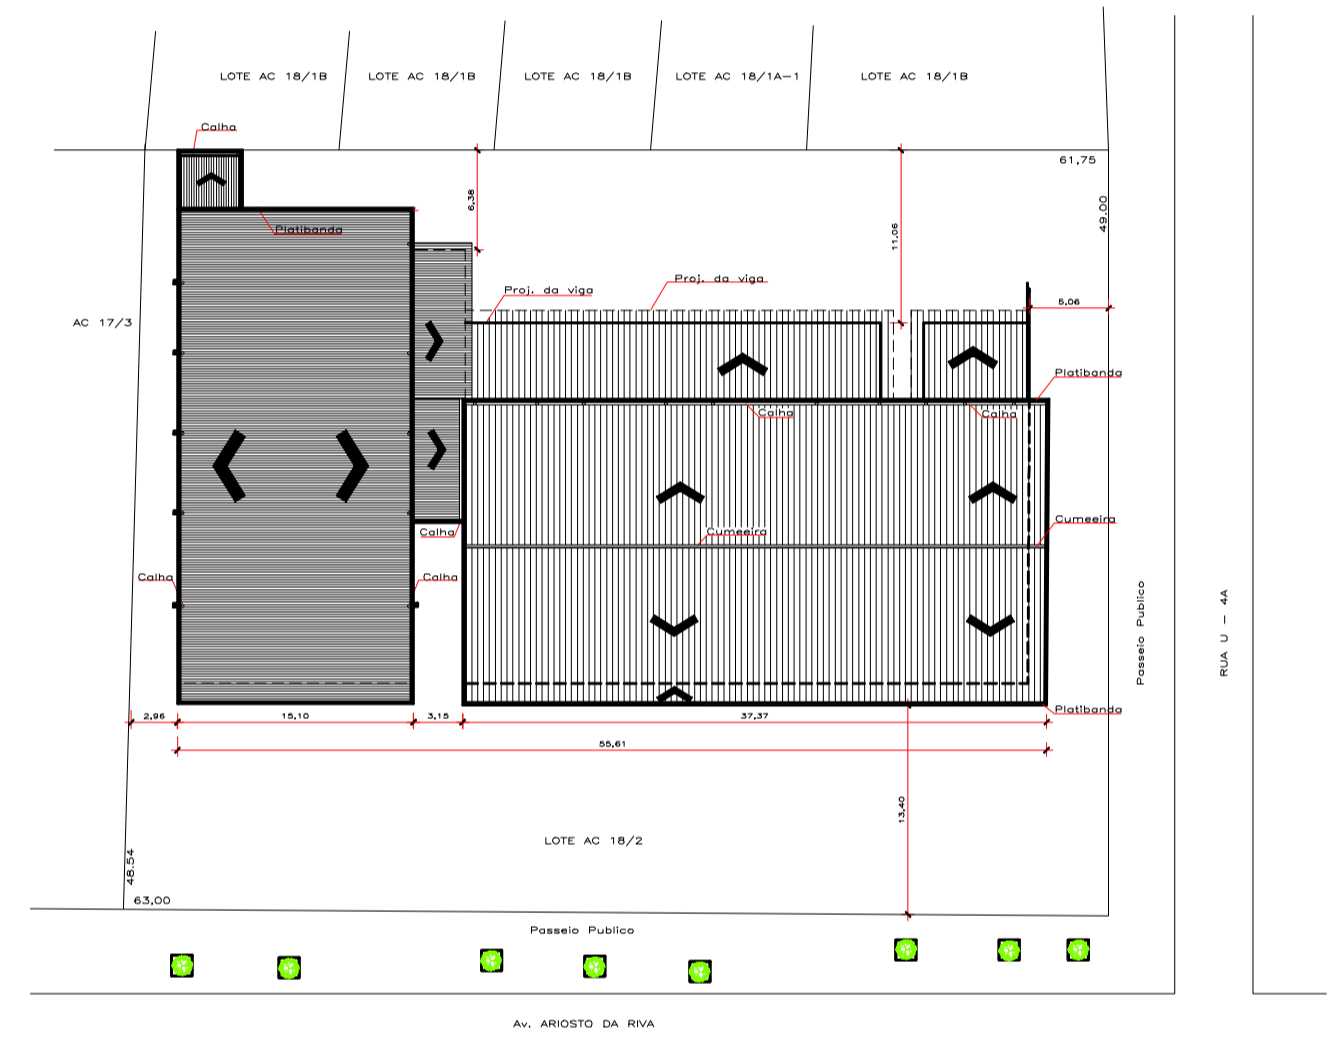 LOTE AC 18/1B
LOTE AC 18/1B
LOTE AC 18/1B
LOTE AC 18/1A-1
LOTE AC 18/1B
Calha
61,75
49.00
6,38
11,06
Platibanda
Proj. da viga
Proj. da viga
5,06
AC 17/3
Platibanda
Calha
Calha
Cumeeira
Calha
Cumeeira
Calha
Calha
Passeio Publico
RUA U - 4A
Platibanda
2,96
15,10
3,15
37,37
55,61
13,40
LOTE AC 18/2
48.54
63,00
Passeio Publico
Av. ARIOSTO DA RIVA